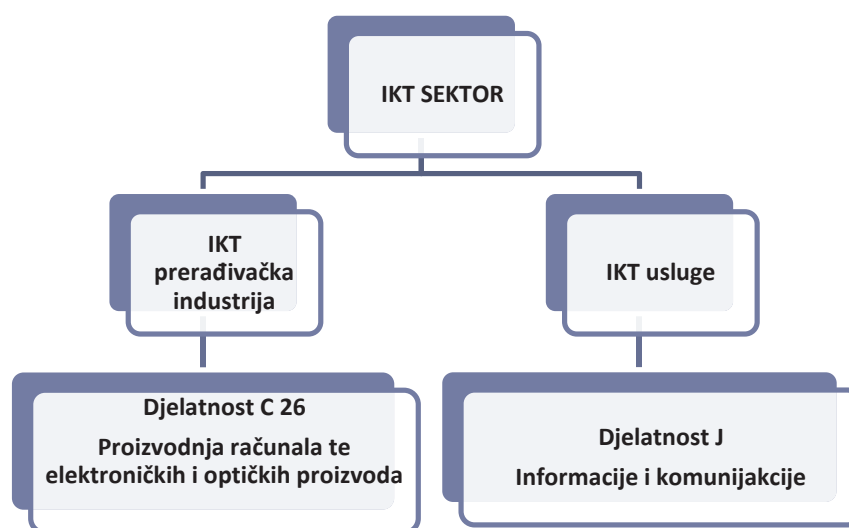 IKT SEKTOR
IKT
prerađivačka
industrija
IKT usluge
Djelatnost C 26
Proizvodnja računala te
elektroničkih i optičkih proizvoda
Djelatnost J
Informacije i komunijakcije